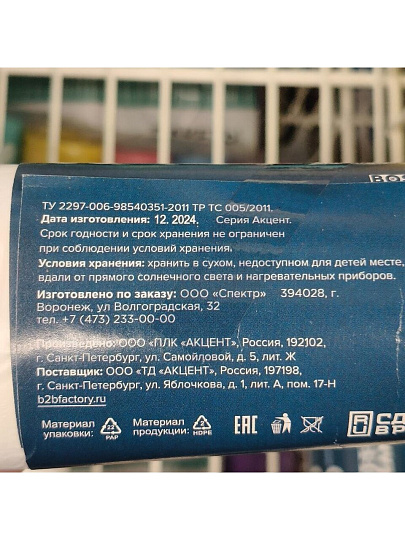 ТУ 2297-006-98540351-2011 ТР ТС 005/2011.
Дата изготовления: 12. 2024. Серия Акцент.
Срок годности и срок хранения не ограничен
при соблюдении условий хранения.
Условия хранения: хранить в сухом, недоступном для детей месте,
вдали от прямого солнечного света и нагревательных приборов.
Изготовлено по заказу: ООО «Спектр» 394028, г.
Воронеж, ул Волгоградская, 32
тел. +7 (473) 233-00-00
Произведено: ООО «ПЛК «АКЦЕНТ», Россия, 192102,
г. Санкт-Петербург, ул. Самойловой, д. 5, лит. Ж
Поставщик: ООО «ТД «АКЦЕНТ», Россия, 197198,
г. Санкт-Петербург, ул. Яблочкова, д. 1, лит. А, пом. 17-Н
b2bfactory.ru
Материал упаковки: 22 PAP Материал продукции: 2 HDPE EAC